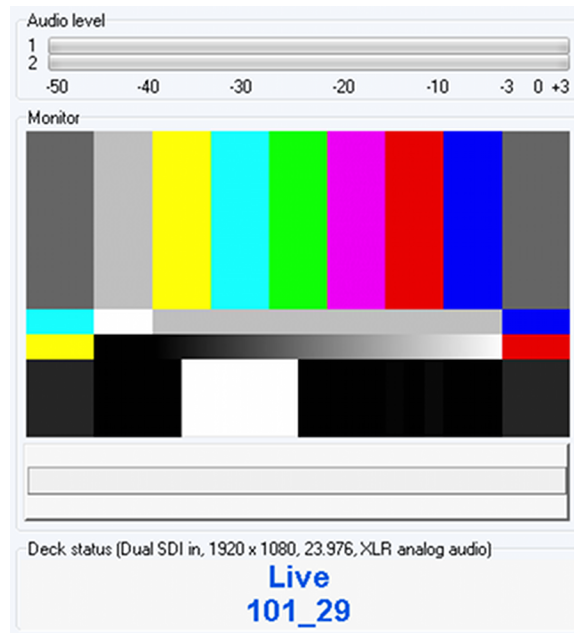 Audio level
1
2
-50 -40 -30 -20 -10 -3 0 +3
Monitor
Deck status (Dual SDI in, 1920 x 1080, 23.976, XLR analog audio)
Live
101_29